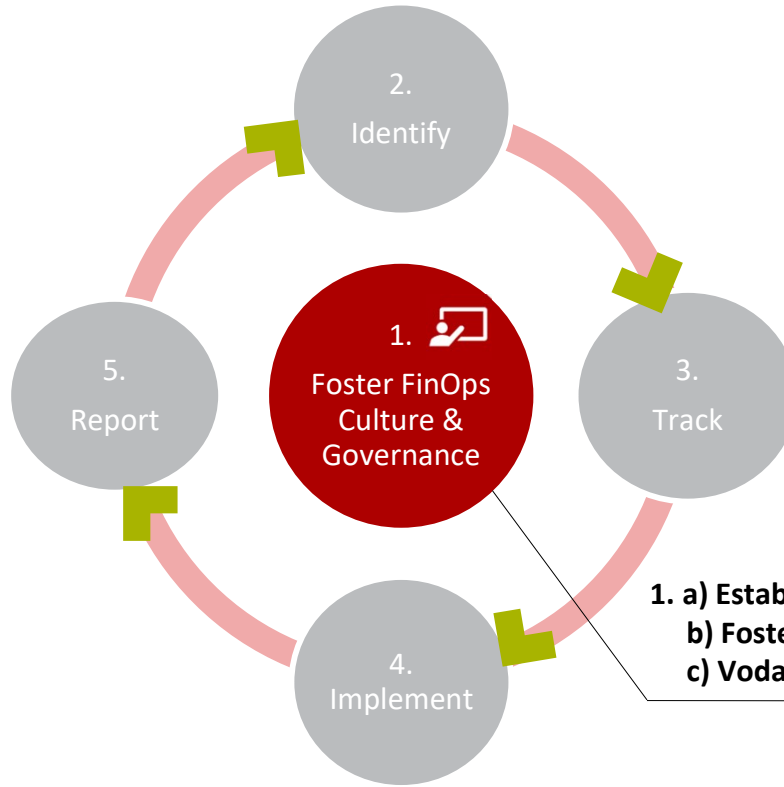 2.
Identify
1.
Foster FinOps
Culture &
Governance
5.
Report
3.
Track
4.
Implement
1. a) Estab
b) Foste
c) Voda